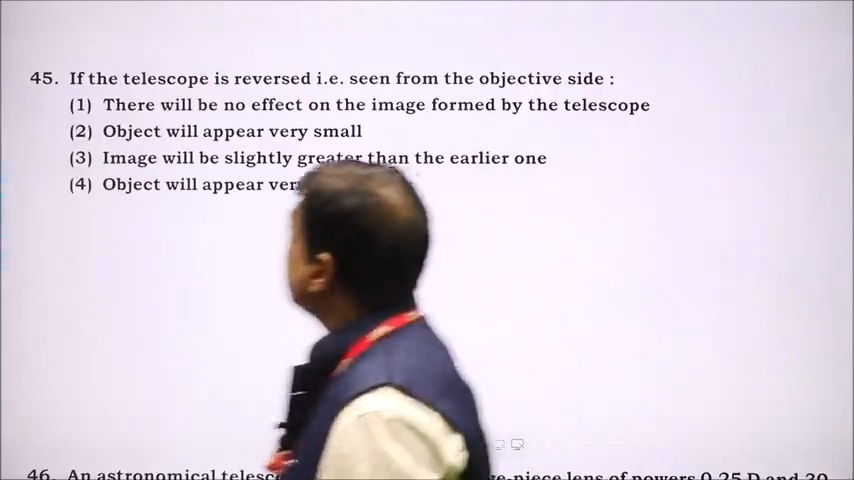 45. If the telescope is reversed i.e. seen from the objective side :
(1) There will be no effect on the image formed by the telescope
(2) Object will appear very small
(3) Image will be slightly greater than the earlier one
(4) Object will appear
46. An astronomical lens of powers 0.25 D and 20